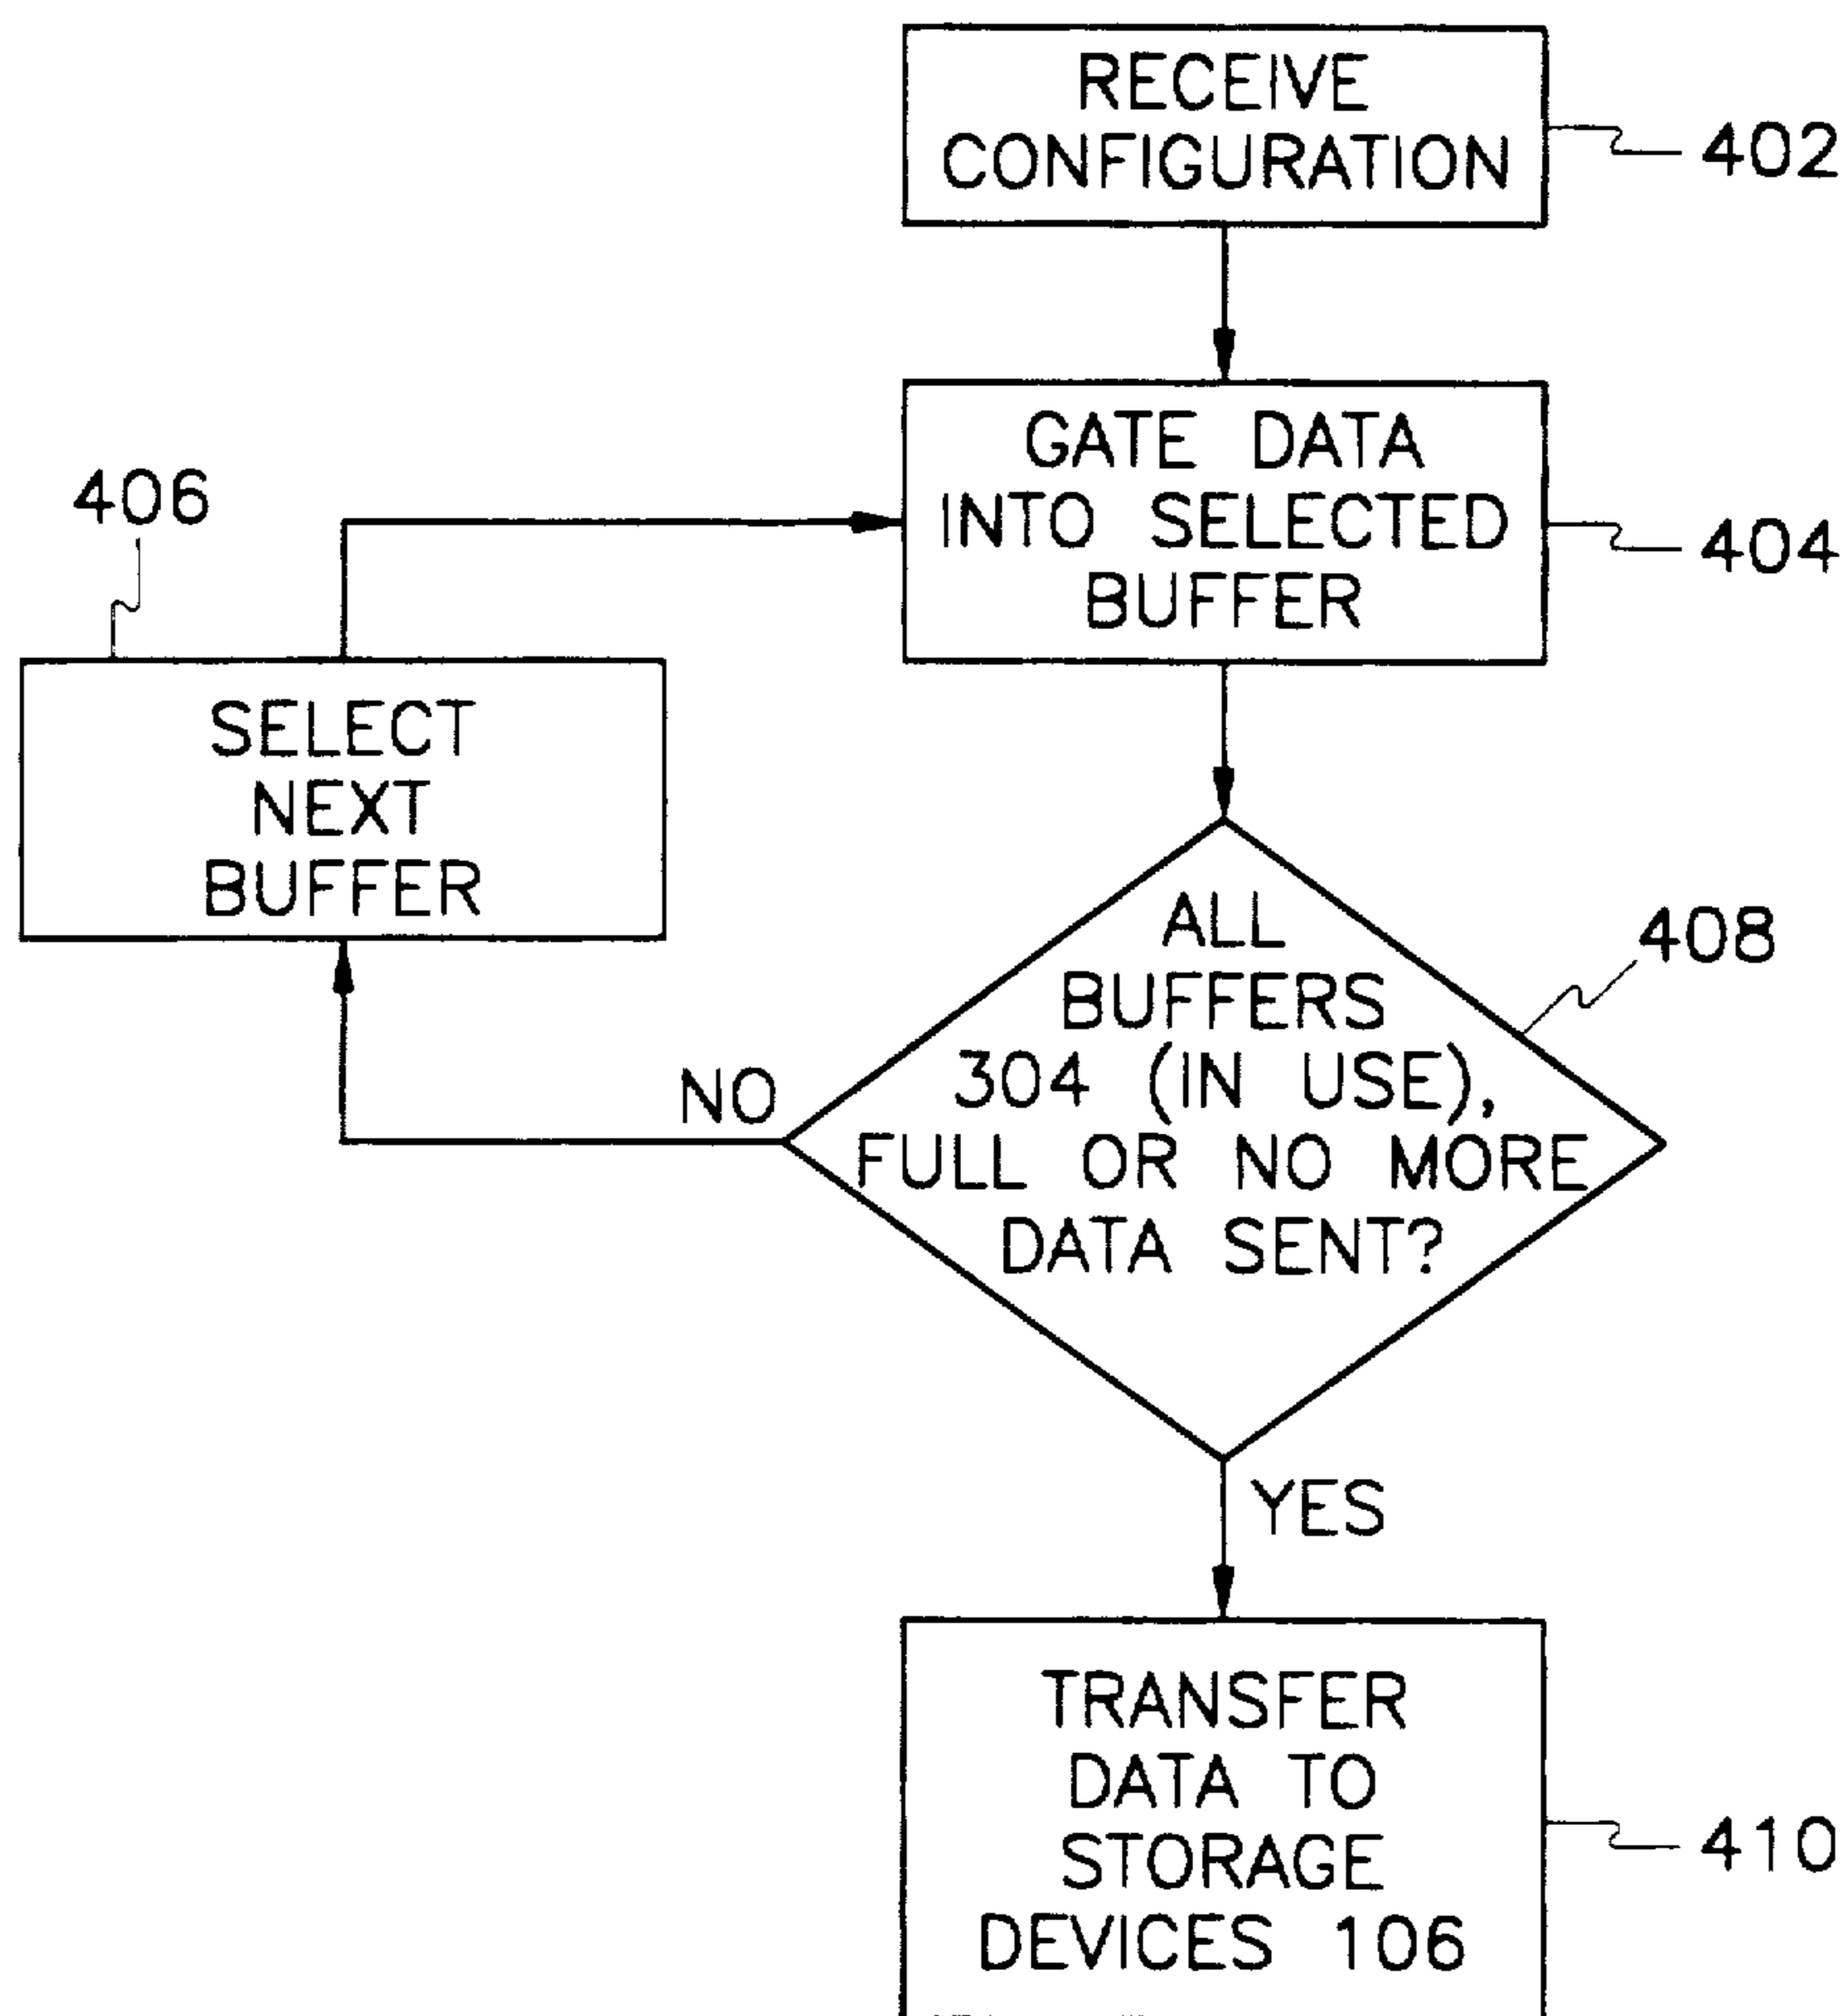 RECEIVE
CONFIGURATION
402
GATE DATA
INTO SELECTED
BUFFER
404
406
SELECT
NEXT
BUFFER
ALL
BUFFERS
304 (IN USE),
FULL OR NO MORE
DATA SENT?
408
NO
YES
TRANSFER
DATA TO
STORAGE
DEVICES 106
410